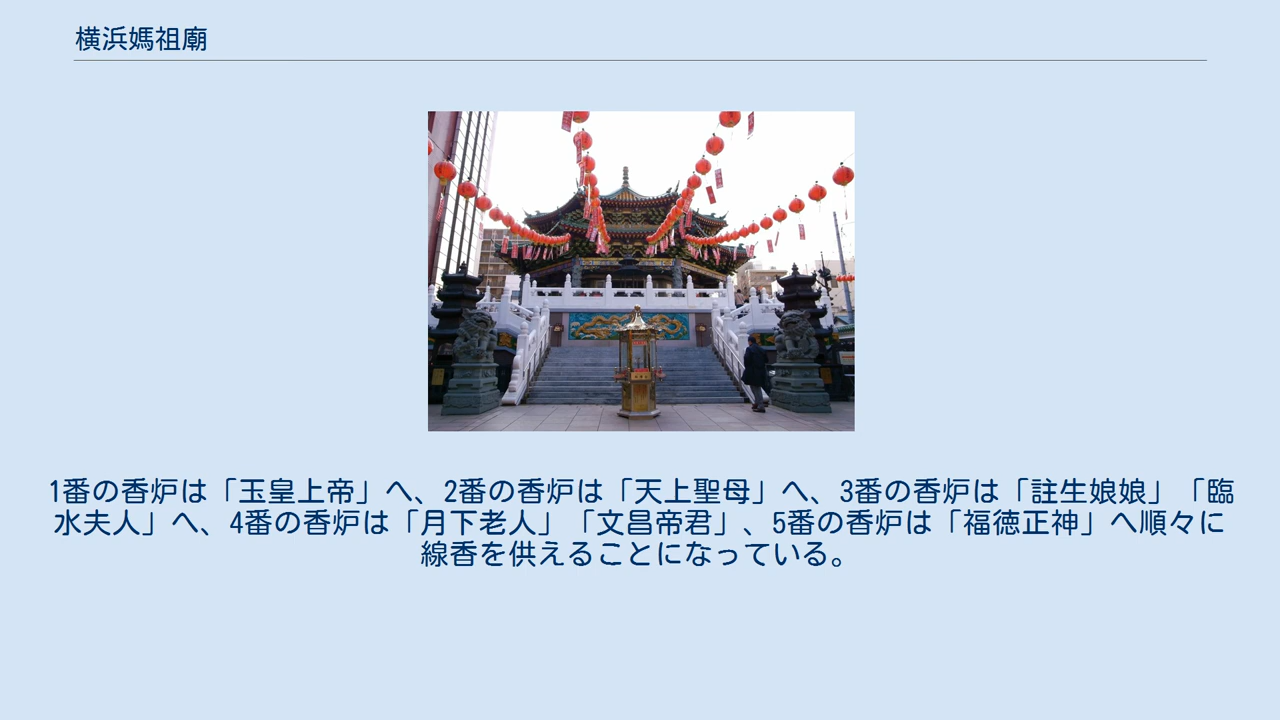 横浜媽祖廟
1番の香炉は「玉皇上帝」へ、2番の香炉は「天上聖母」へ、3番の香炉は「註生娘娘」「臨
水夫人」へ、4番の香炉は「月下老人」「文昌帝君」、5番の香炉は「福徳正神」へ順々に
線香を供えることになっている。